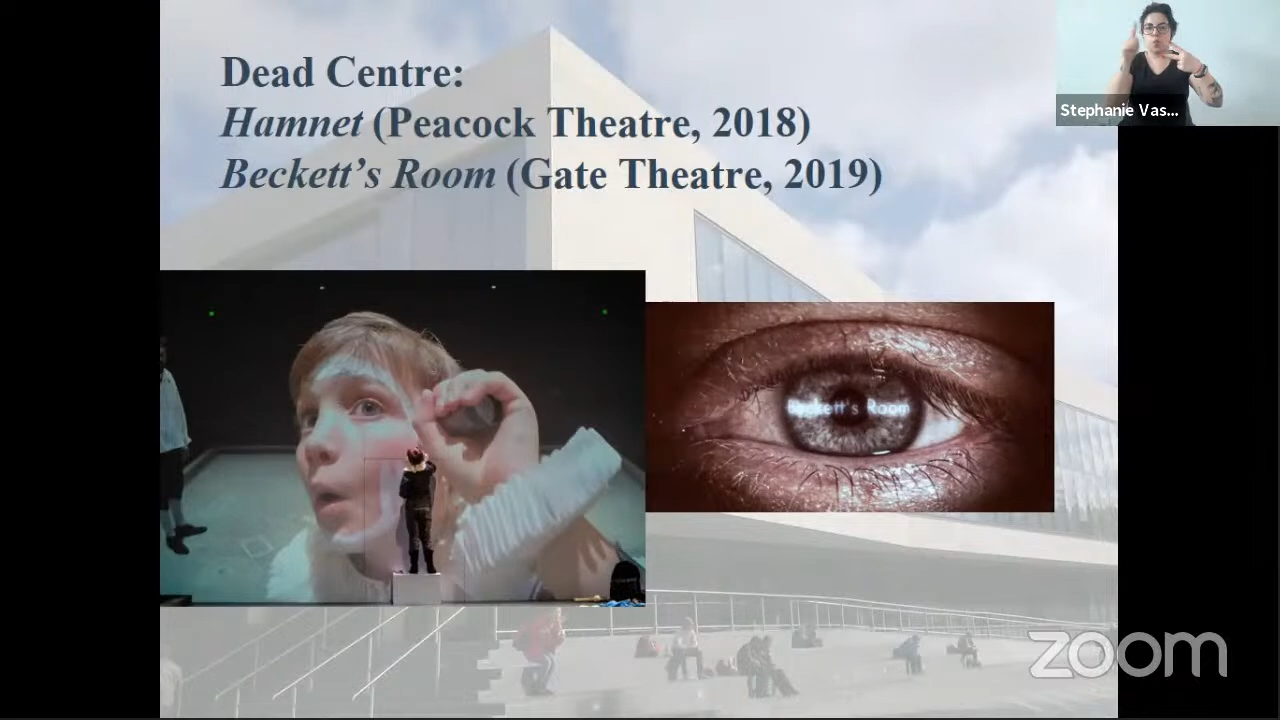 Dead Centre:
Hamnet (Peacock Theatre, 2018)
Beckett’s Room (Gate Theatre, 2019)
Stephanie Vas...
Beckett's Room
zoom